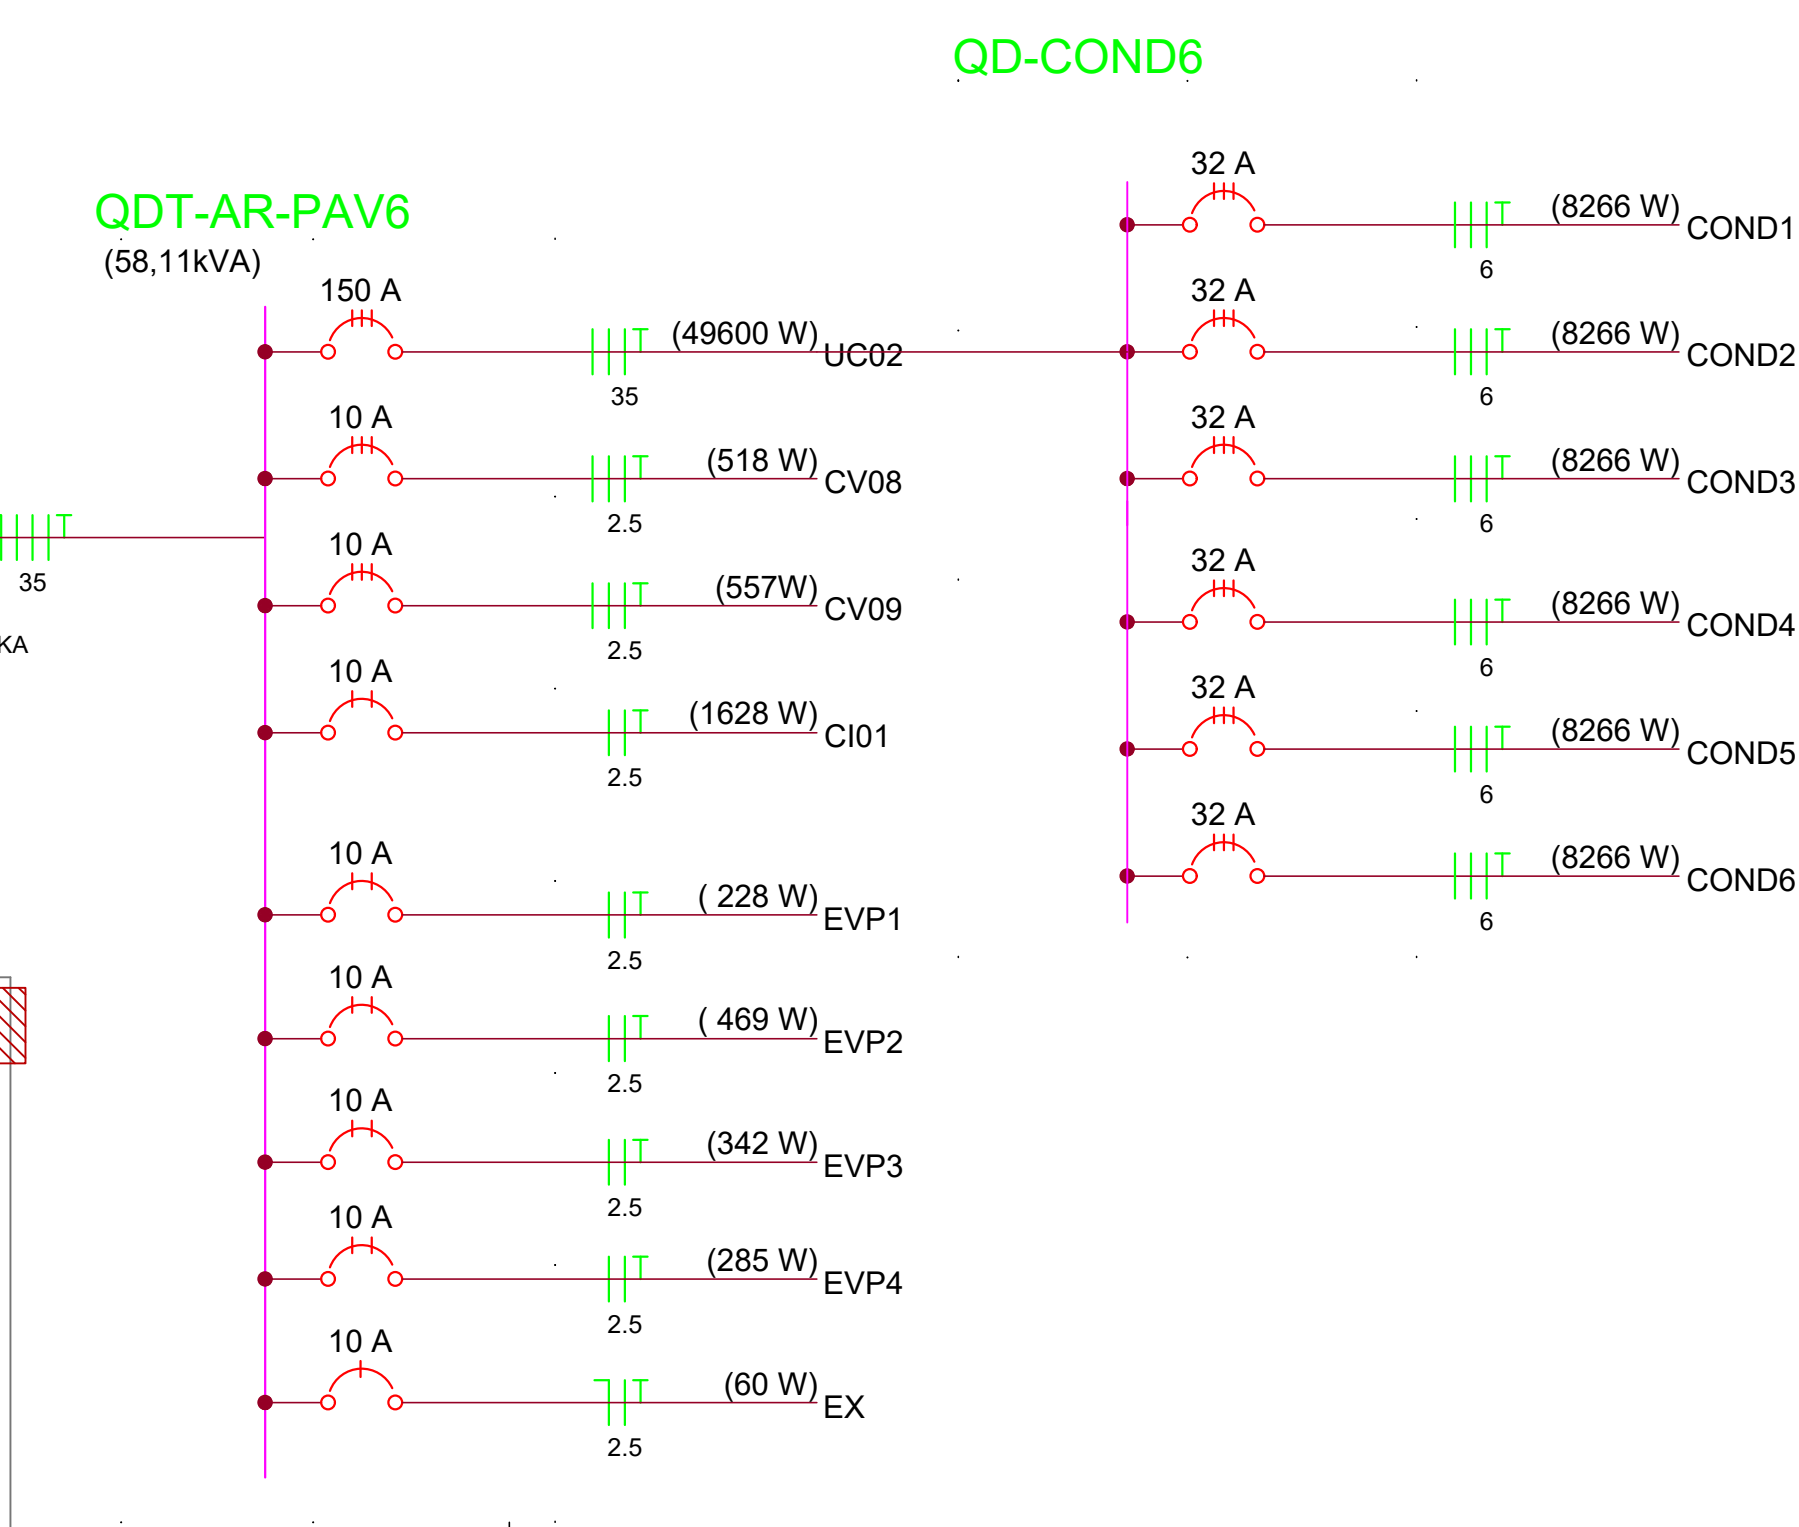 QD-COND6
QDT-AR-PAV6
(58,11kVA)
150 A
(49600 W)
UC02
35
10 A
(518 W)
CV08
2.5
10 A
(557W)
CV09
2.5
35
KA
10 A
(1628 W)
CI01
2.5
10 A
( 228 W)
EVP1
2.5
10 A
( 469 W)
EVP2
2.5
10 A
(342 W)
EVP3
2.5
10 A
(285 W)
EVP4
2.5
10 A
(60 W)
EX
2.5
32 A
(8266 W)
COND1
6
32 A
(8266 W)
COND2
6
32 A
(8266 W)
COND3
6
32 A
(8266 W)
COND4
6
32 A
(8266 W)
COND5
6
32 A
(8266 W)
COND6
6